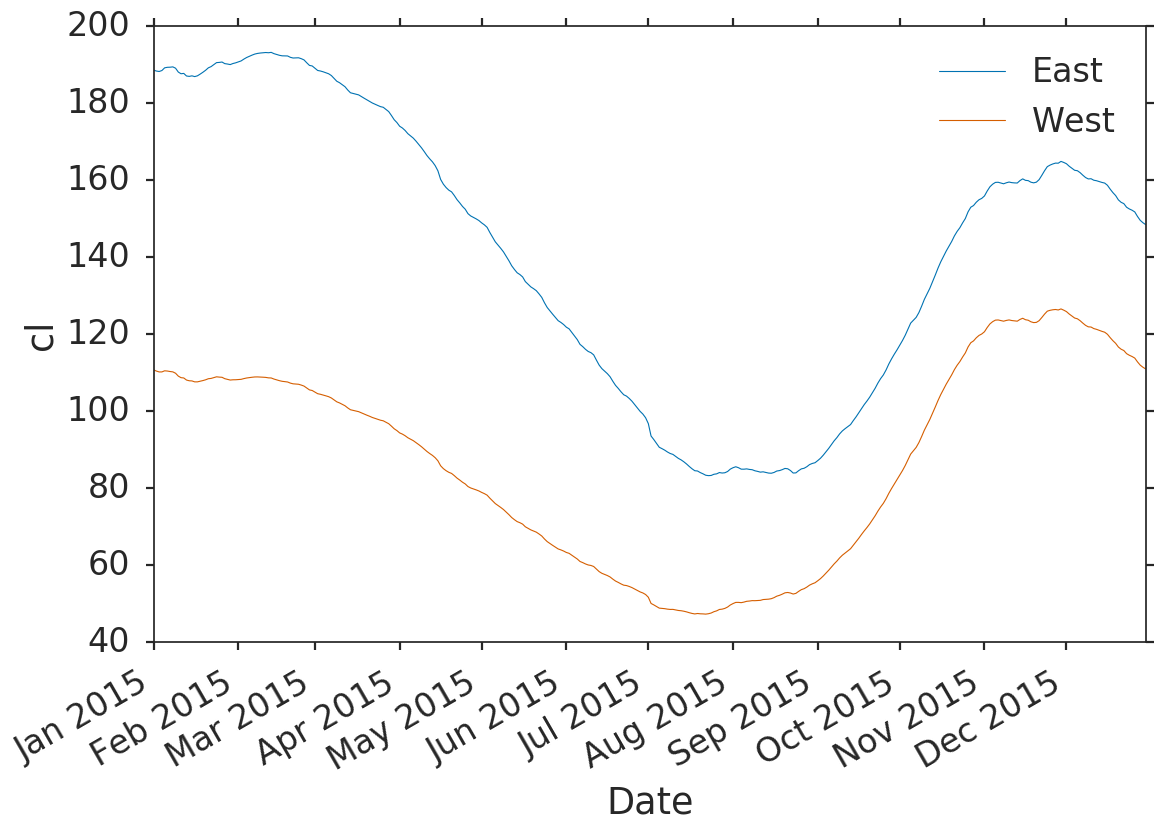 200
180
160
140
120
100
80
60
40
cl
East
West
Jan 2015
Feb 2015
Mar 2015
Apr 2015
May 2015
Jun 2015
Jul 2015
Aug 2015
Sep 2015
Oct 2015
Nov 2015
Dec 2015
Date